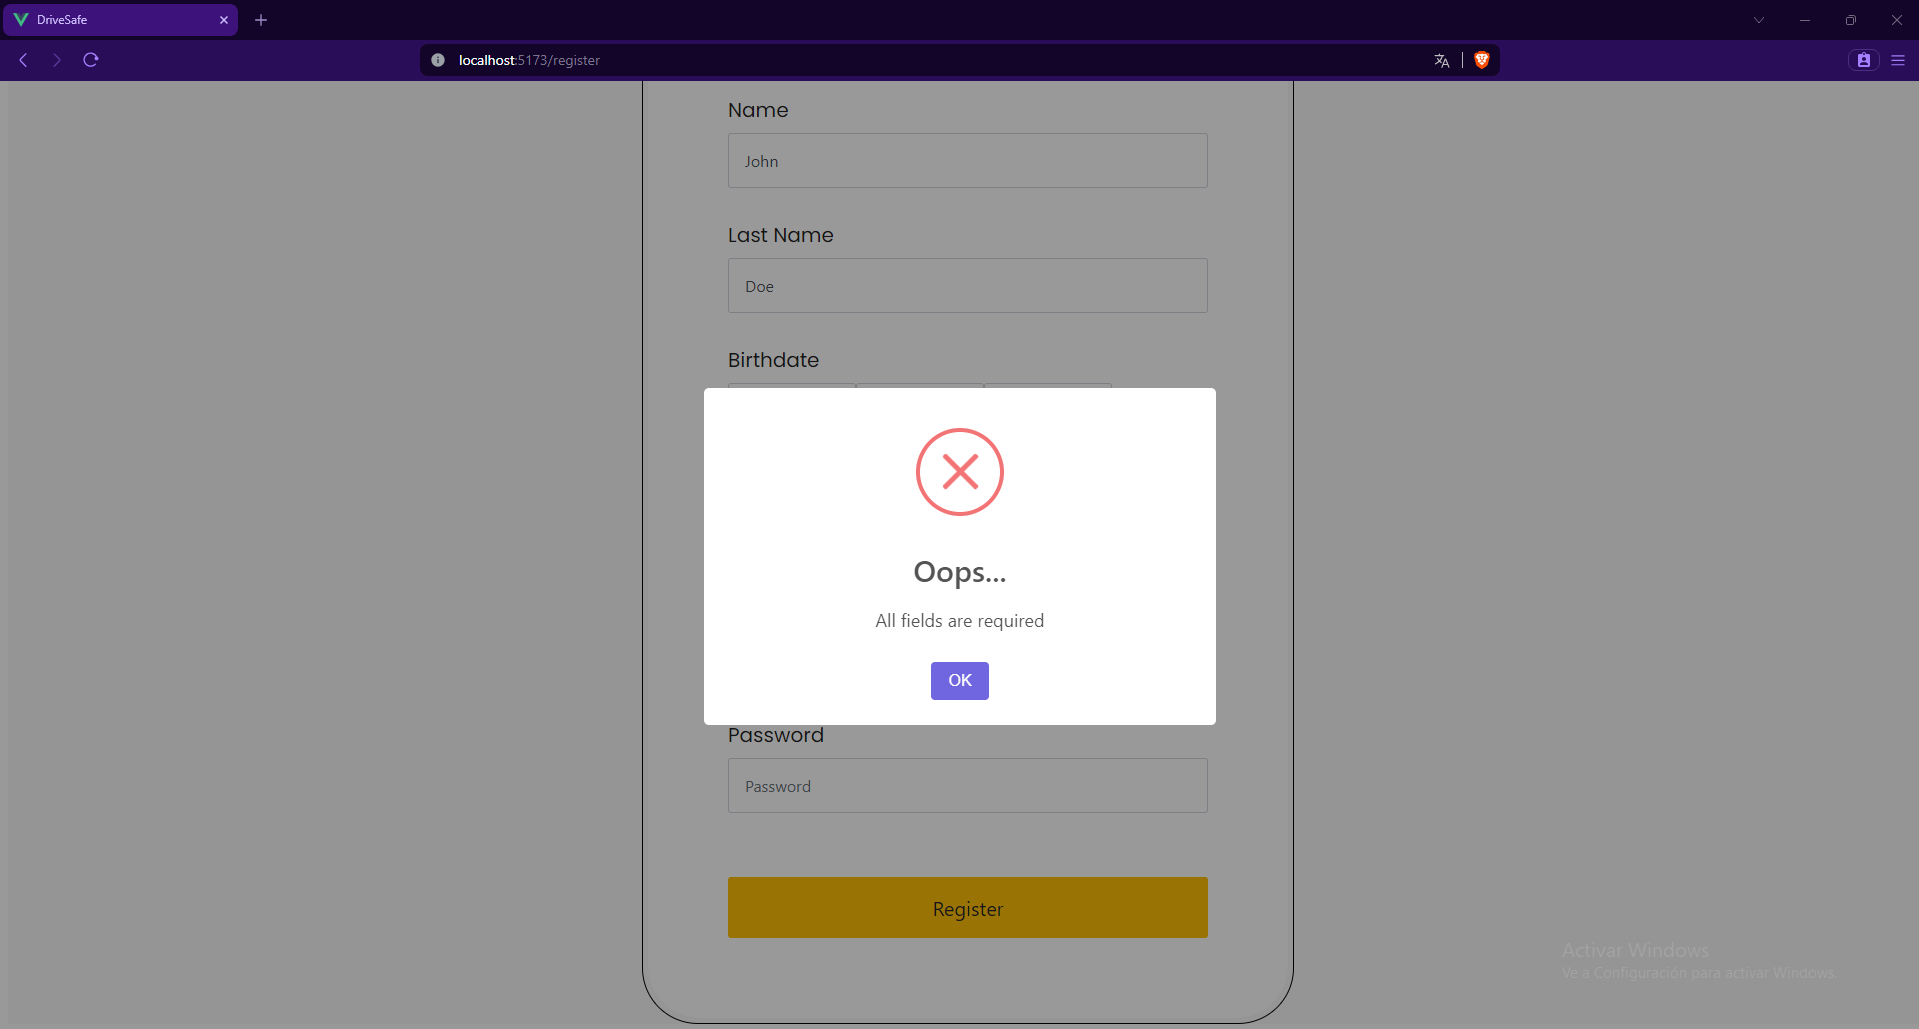 DriveSafe
localhost:5173/register
Name
John
Last Name
Doe
Birthdate
Oops...
All fields are required
OK
Password
Password
Register
Activar Windows
Ve a Configuración para activar Windows.